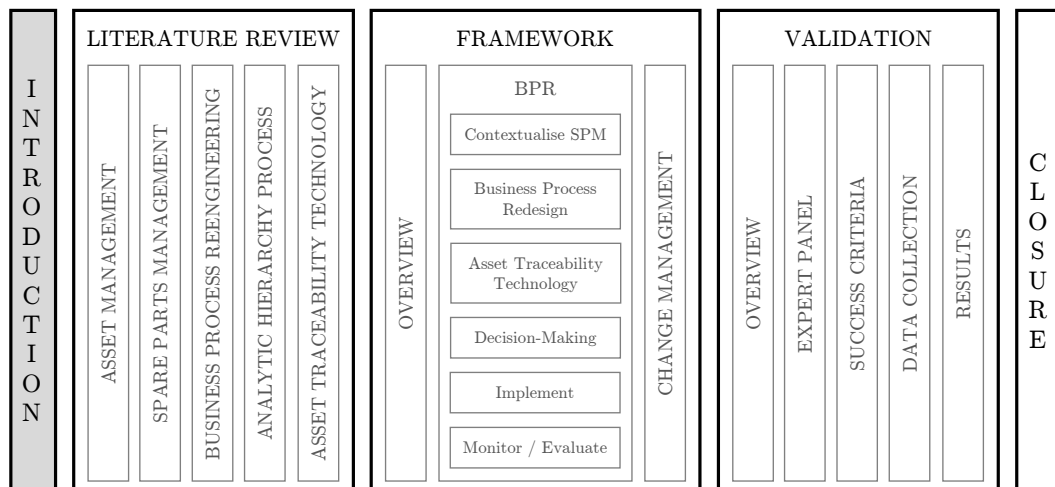 INTRODUCTION
LITERATURE REVIEW
ASSET MANAGEMENT
SPARE PARTS MANAGEMENT
BUSINESS PROCESS REENGINEERING
ANALYTIC HIERARCHY PROCESS
ASSET TRACEABILITY TECHNOLOGY
FRAMEWORK
OVERVIEW
BPR
Contextualise SPM
Business Process
Redesign
Asset Traceability
Technology
Decision-Making
Implement
Monitor / Evaluate
CHANGE MANAGEMENT
VALIDATION
OVERVIEW
EXPERT PANEL
SUCCESS CRITERIA
DATA COLLECTION
RESULTS
CLOSURE